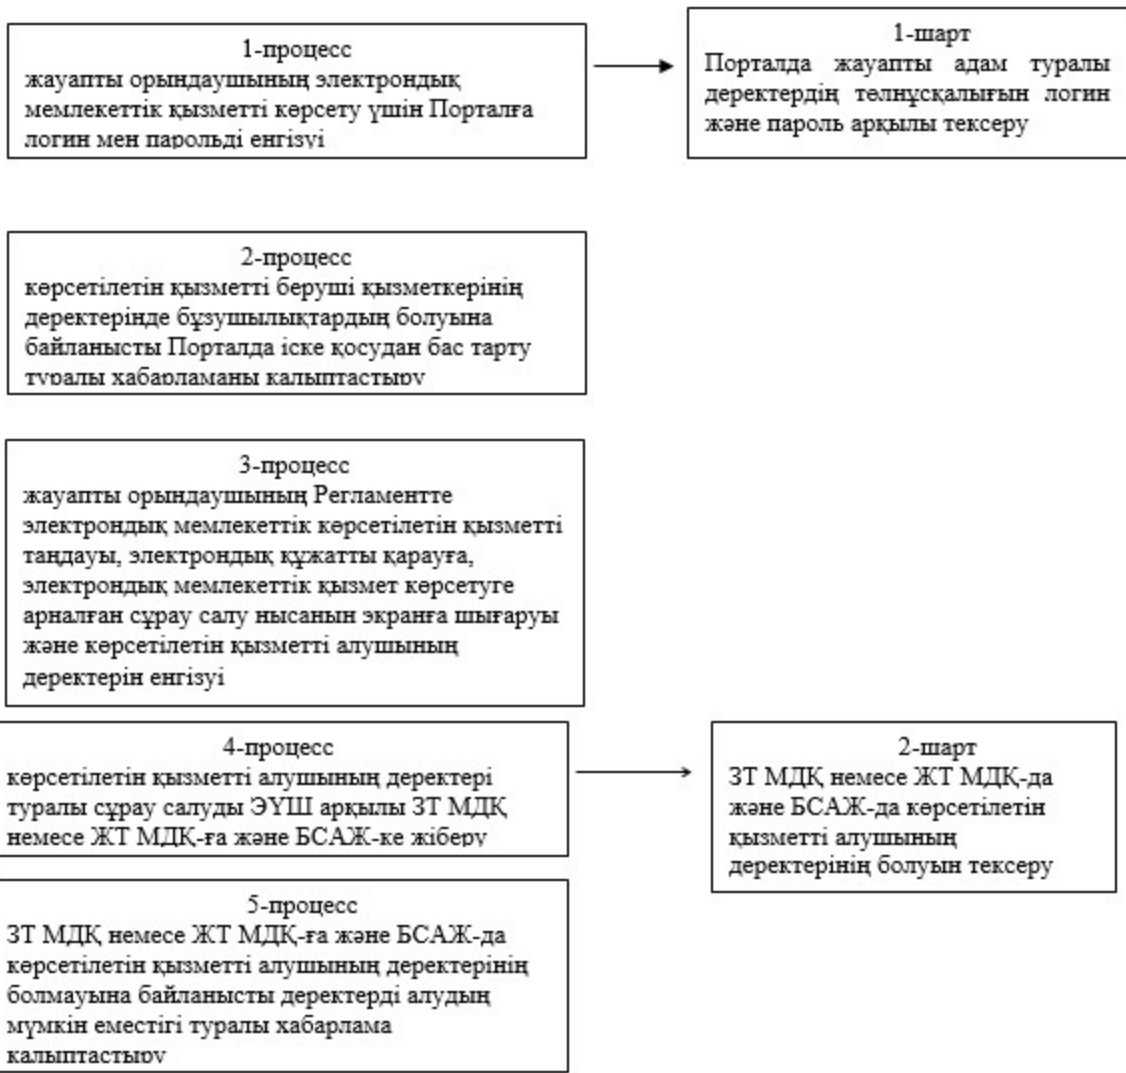 1-процесс
жауапты орындаушының электрондық
мемлекеттік қызметті көрсету үшін Порталға
логин мен парольді енгізуі
1-шарт
Порталда жауапты адам туралы
деректердің төлнұсқалығын логин
және пароль арқылы тексеру
2-процесс
көрсетілетін қызметті беруші қызметкерінің
деректерінде бұзушылықтардың болуына
байланысты Порталда іске қосудан бас тарту
туралы хабарламаны қалыптастыру
3-процесс
жауапты орындаушының Регламентте
электрондық мемлекеттік көрсетілетін қызметті
таңдауы, электрондық құжатты қарауға,
электрондық мемлекеттік қызмет көрсетуге
арналған сұрау салу нысанын экранға шығаруы
және көрсетілетін қызметті алушының
деректерін енгізуі
4-процесс
көрсетілетін қызметті алушының деректері
туралы сұрау салуды ЭҮШ арқылы ЗТ МДҚ
немесе ЖТ МДҚ-ға және БСАЖ-ке жіберу
2-шарт
ЗТ МДҚ немесе ЖТ МДҚ-да
және БСАЖ-да көрсетілетін
қызметті алушының
деректерінің болуын тексеру
5-процесс
ЗТ МДҚ немесе ЖТ МДҚ-ға және БСАЖ-да
көрсетілетін қызметті алушының деректерінің
болмауына байланысты деректерді алудың
мүмкін еместігі туралы хабарлама
қалыптастыру